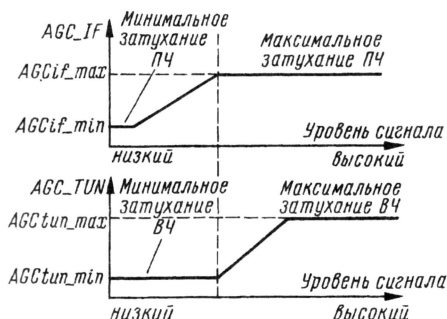 AGC_IF
Минимальное
затухание
ПЧ
Максимальное
затухание ПЧ
AGCif_max
AGCif_min
Уровень сигнала
низкий
высокий
AGC_TUN
Минимальное
затухание
ВЧ
Максимальное
затухание ВЧ
AGCtun_max
AGCtun_min
Уровень сигнала
низкий
высокий